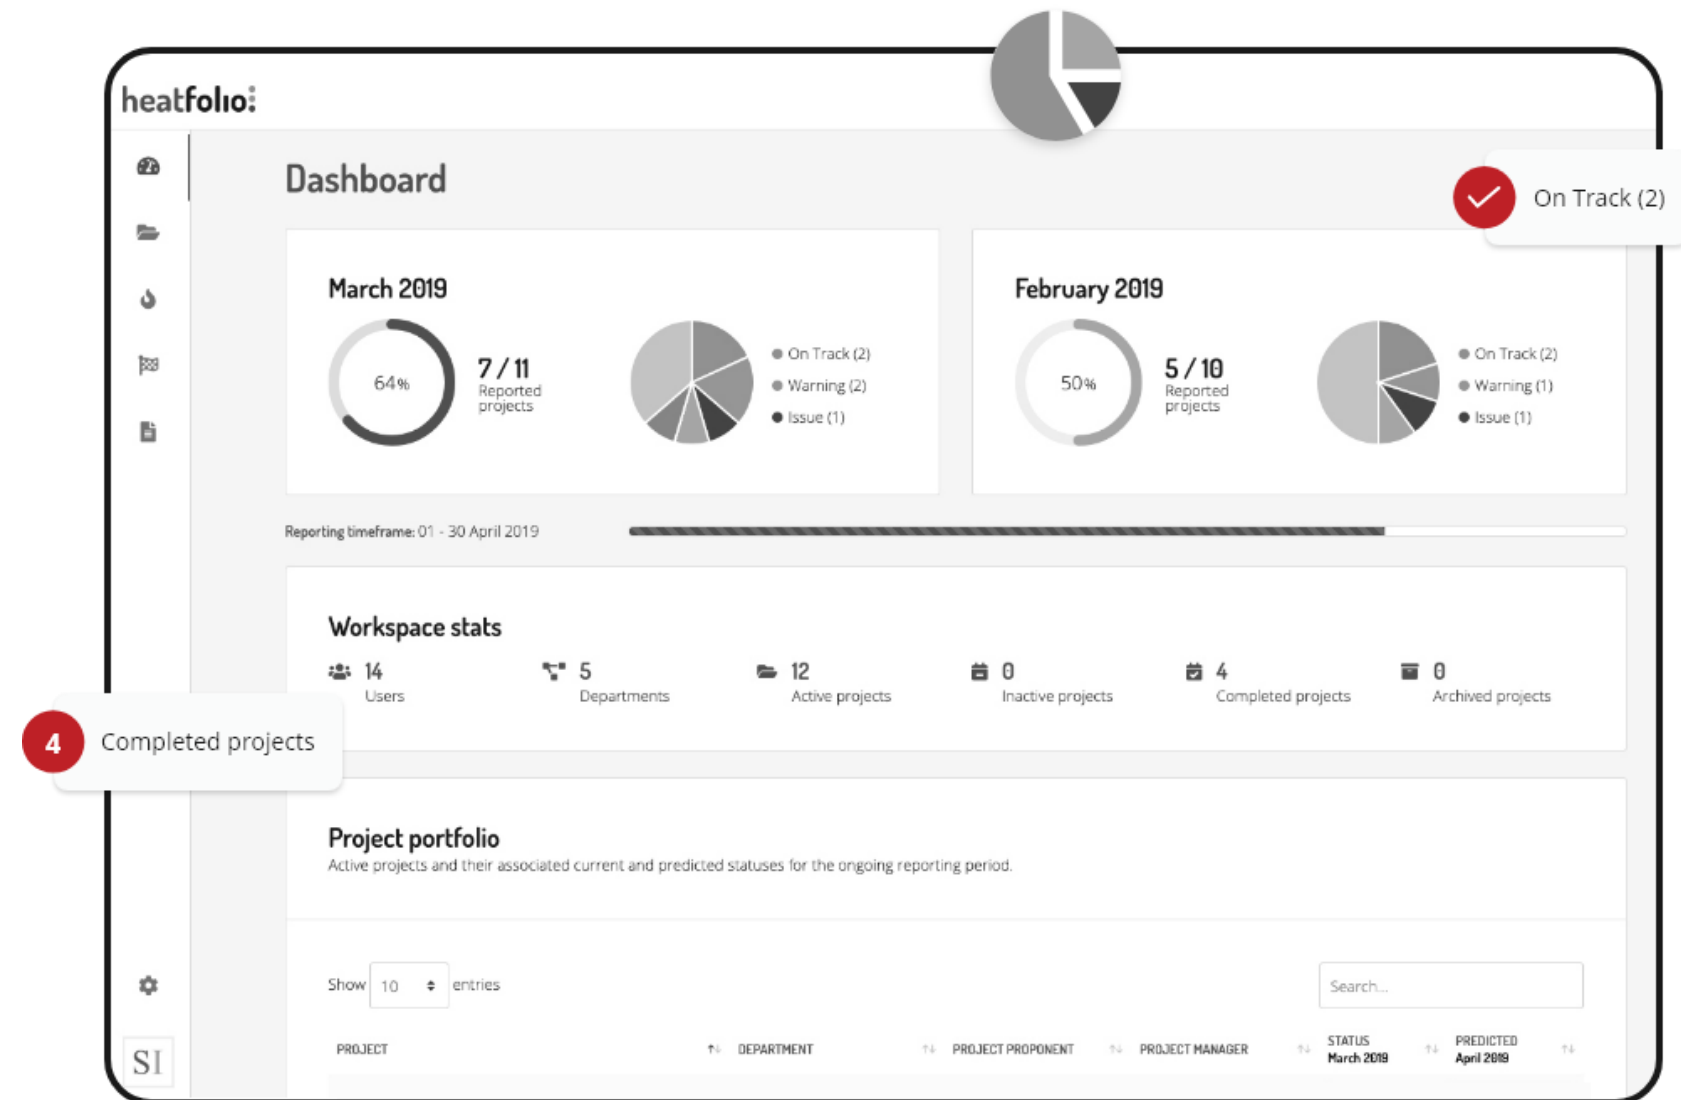 heatfolio
Dashboard
On Track (2)
March 2019
64%
7 / 11
Reported
projects
On Track (2)
Warning (2)
Issue (1)
February 2019
50%
5 / 10
Reported
projects
On Track (2)
Warning (1)
Issue (1)
Reporting timeframe: 01 - 30 April 2019
Workspace stats
14
Users
5
Departments
12
Active projects
0
Inactive projects
4
Completed projects
0
Archived projects
4 Completed projects
Project portfolio
Active projects and their associated current and predicted statuses for the ongoing reporting period.
Show 10 entries
Search...
SI
PROJECT
DEPARTMENT
PROJECT PROPONENT
PROJECT MANAGER
STATUS
March 2019
PREDICTED
April 2019